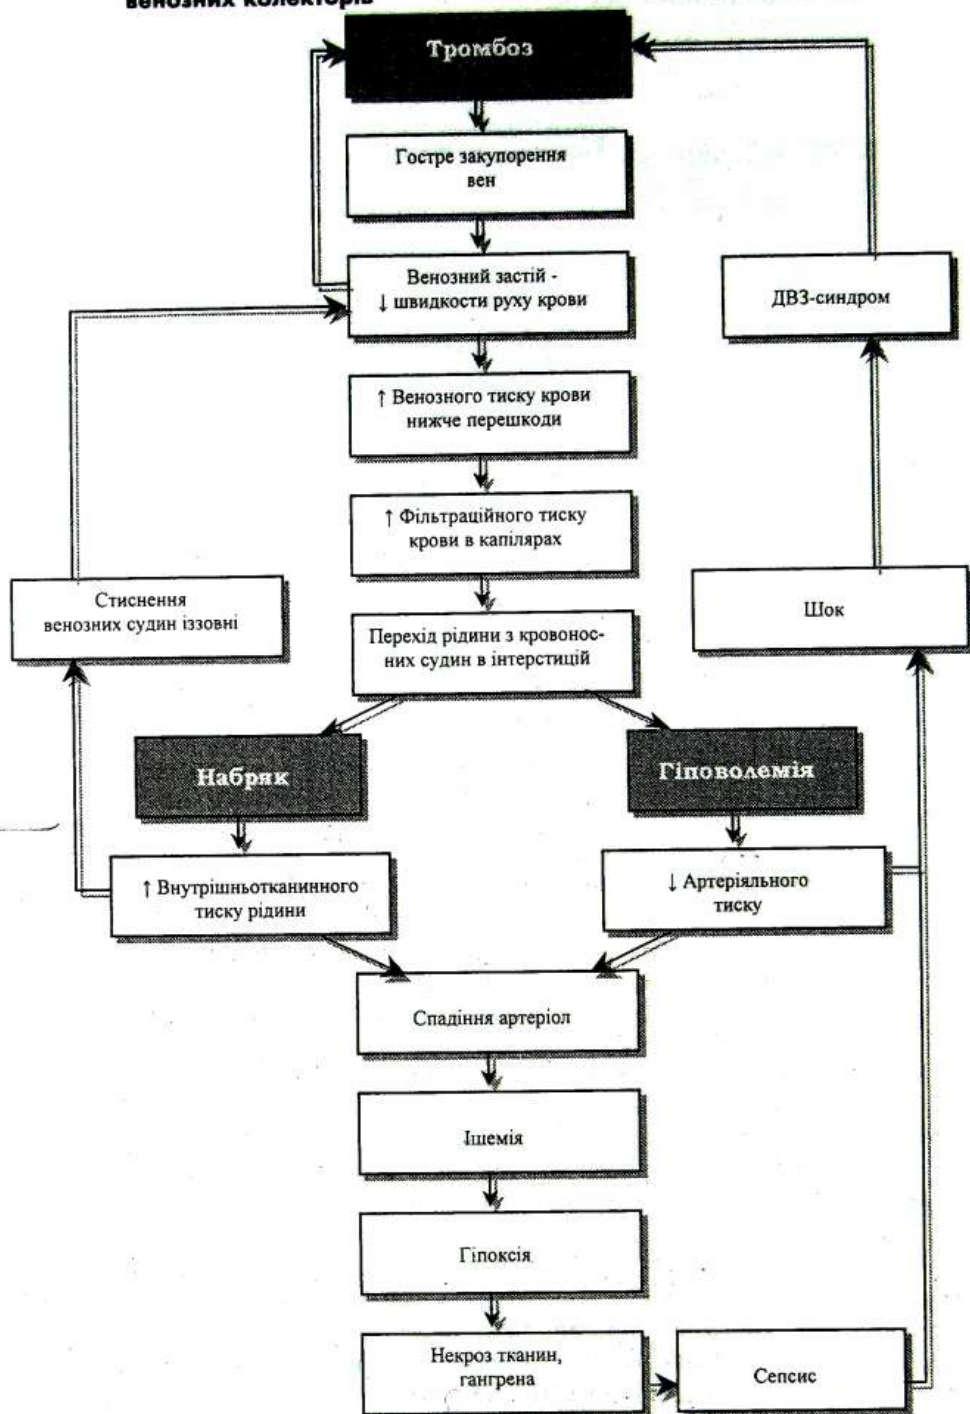 венозних колекторів
Тромбоз
Гостре закупорення
вен
Венозний застій -
↓ швидкости руху крови
ДВЗ-синдром
↑ Венозного тиску крови
нижче перешкоди
↑ Фільтраційного тиску
крови в капілярах
Стиснення
венозних судин іззовні
Шок
Перехід рідини з кровонос-
них судин в інтерстицій
Набряк
Гіповолемія
↑ Внутрішньотканинного
тиску рідини
↓ Артеріяльного
тиску
Спадіння артеріол
Ішемія
Гіпоксія
Некроз тканин,
гангрена
Сепсис